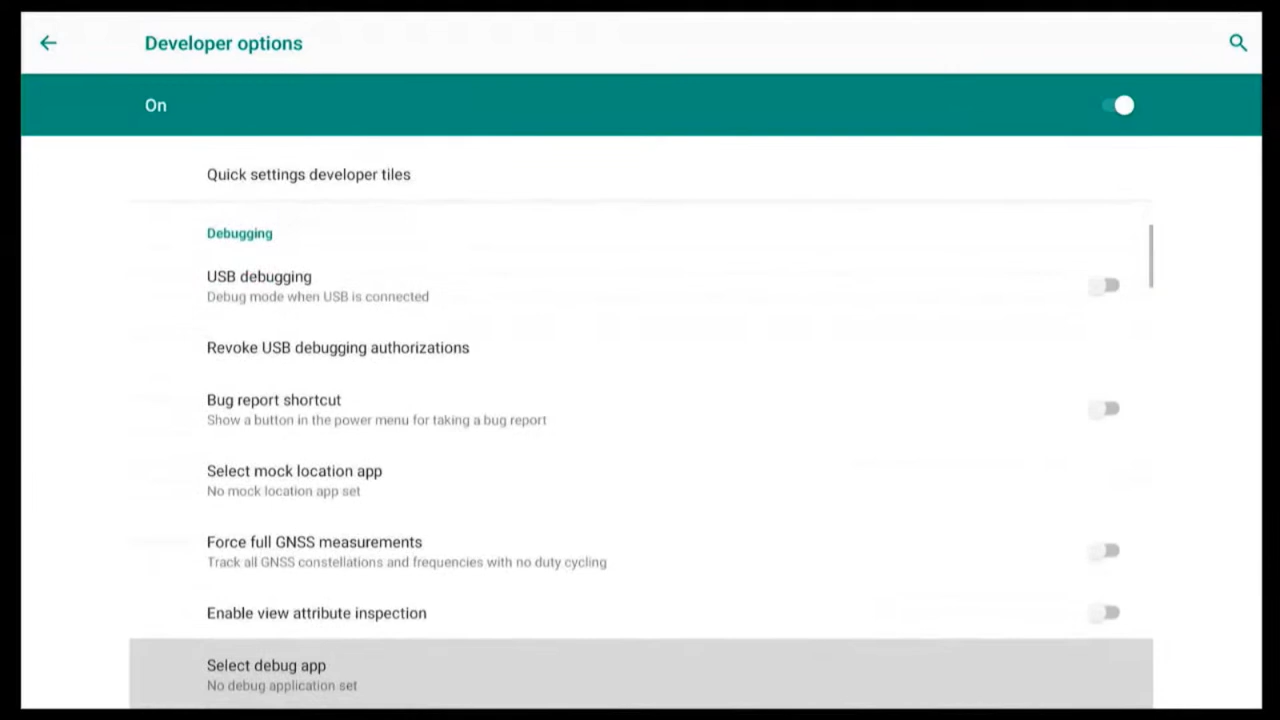 Developer options
On
Quick settings developer tiles
Debugging
USB debugging
Debug mode when USB is connected
Revoke USB debugging authorizations
Bug report shortcut
Show a button in the power menu for taking a bug report
Select mock location app
No mock location app set
Force full GNSS measurements
Track all GNSS constellations and frequencies with no duty cycling
Enable view attribute inspection
Select debug app
No debug application set